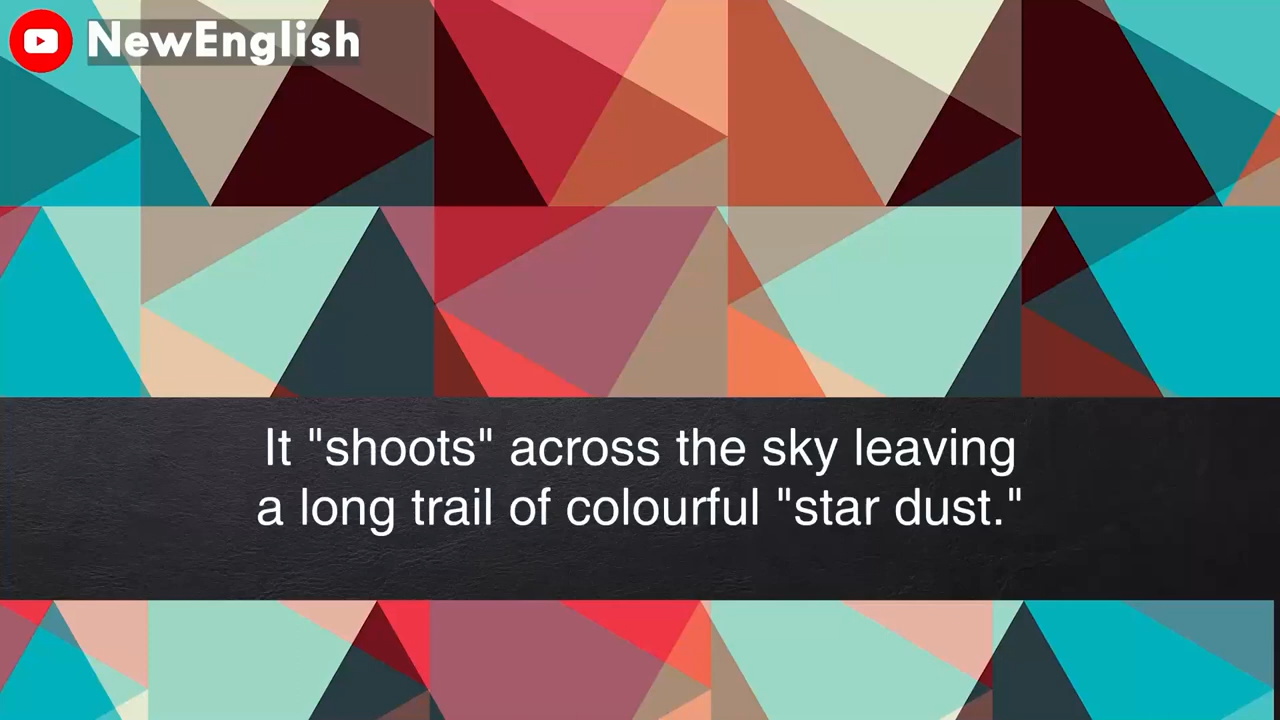 NewEnglish
It "shoots" across the sky leaving
a long trail of colourful "star dust."